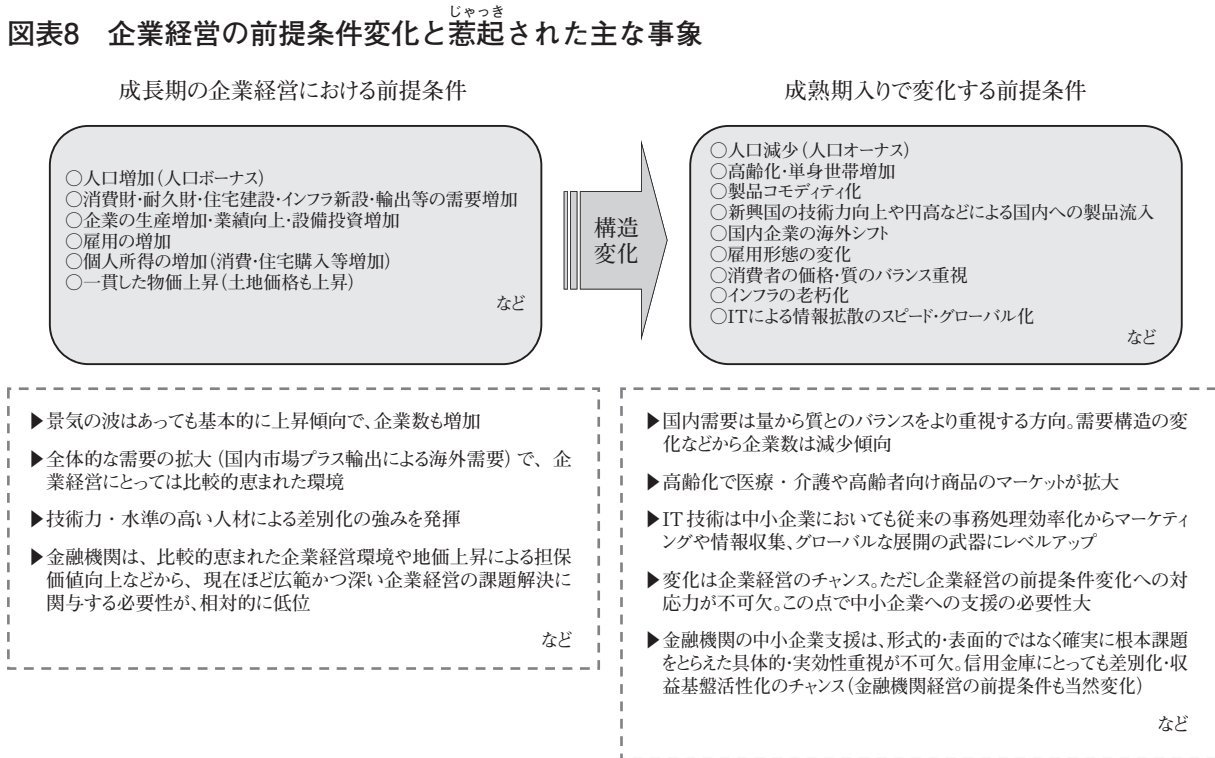 じゃっき
図表8 企業経営の前提条件変化と惹起された主な事象
成長期の企業経営における前提条件
○人口増加(人口ボーナス)
○消費財・耐久財・住宅建設・インフラ新設・輸出等の需要増加
○企業の生産増加・業績向上・設備投資増加
○雇用の増加
○個人所得の増加(消費・住宅購入等増加)
○一貫した物価上昇(土地価格も上昇)
など
構造
変化
成熟期入りで変化する前提条件
○人口減少(人口オーナス)
○高齢化・単身世帯増加
○製品コモディティ化
○新興国の技術力向上や円高などによる国内への製品流入
○国内企業の海外シフト
○雇用形態の変化
○消費者の価格・質のバランス重視
○インフラの老朽化
○ITによる情報拡散のスピード・グローバル化
など
▶景気の波はあっても基本的に上昇傾向で、企業数も増加
▶全体的な需要の拡大(国内市場プラス輸出による海外需要)で、企
業経営にとっては比較的恵まれた環境
▶技術力・水準の高い人材による差別化の強みを発揮
▶金融機関は、比較的恵まれた企業経営環境や地価上昇による担保
価値向上などから、現在ほど広範かつ深い企業経営の課題解決に
関与する必要性が、相対的に低位
など
▶国内需要は量から質とのバランスをより重視する方向。需要構造の変
化などから企業数は減少傾向
▶高齢化で医療・介護や高齢者向け商品のマーケットが拡大
▶IT技術は中小企業においても従来の事務処理効率化からマーケティ
ングや情報収集、グローバルな展開の武器にレベルアップ
▶変化は企業経営のチャンス。ただし企業経営の前提条件変化への対
応力が不可欠。この点で中小企業への支援の必要性大
▶金融機関の中小企業支援は、形式的・表面的ではなく確実に根本課題
をとらえた具体的・実効性重視が不可欠。信用金庫にとっても差別化・収
益基盤活性化のチャンス(金融機関経営の前提条件も当然変化)
など